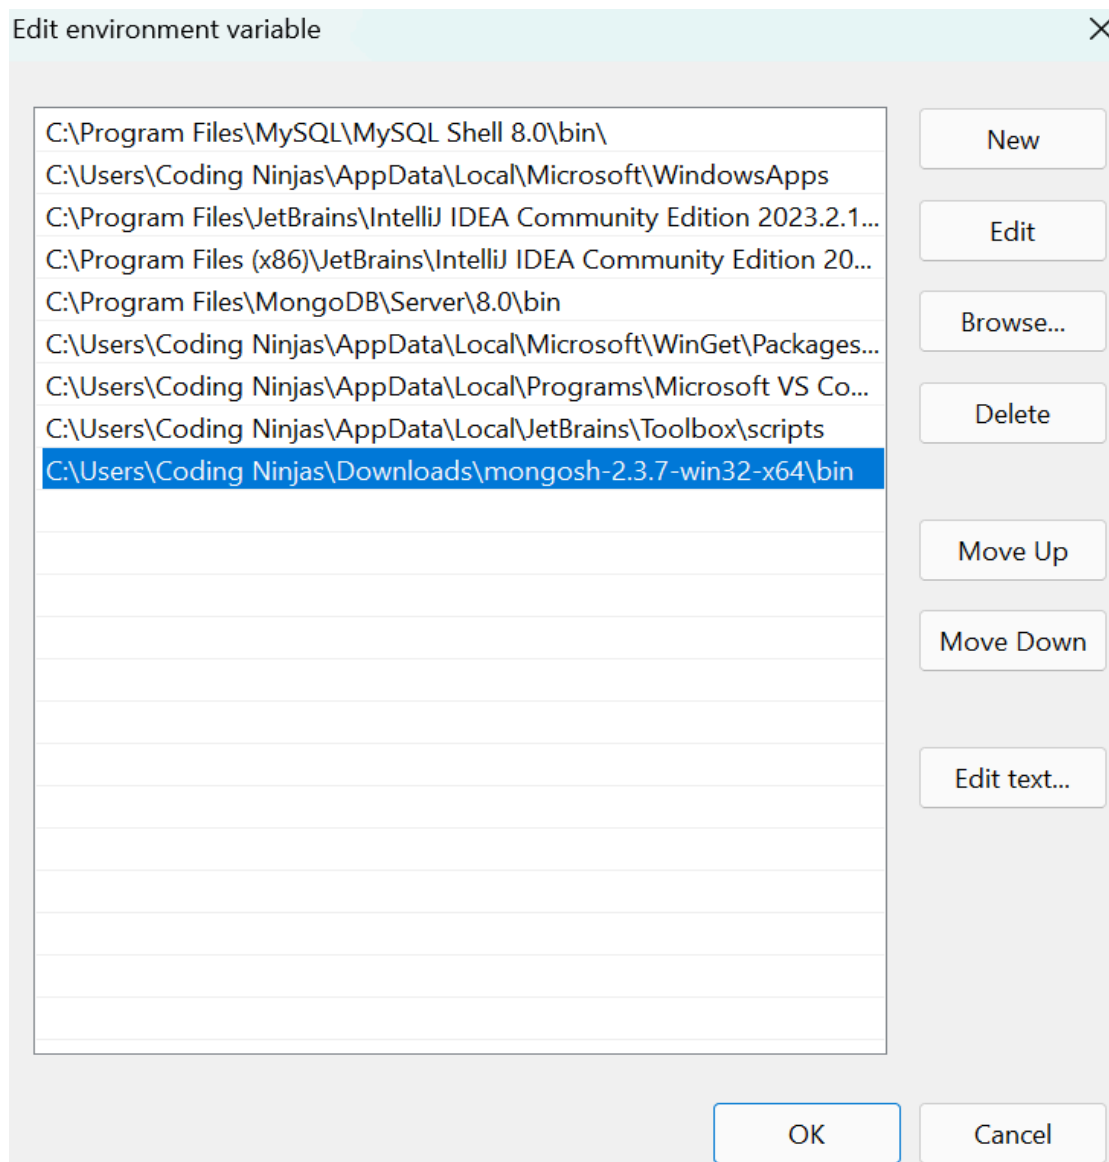 Edit environment variable
C:\Program Files\MySQL\MySQL Shell 8.0\bin\
C:\Users\Coding Ninjas\AppData\Local\Microsoft\WindowsApps
C:\Program Files\JetBrains\IntelliJ IDEA Community Edition 2023.2.1...
C:\Program Files (x86)\JetBrains\IntelliJ IDEA Community Edition 20...
C:\Program Files\MongoDB\Server\8.0\bin
C:\Users\Coding Ninjas\AppData\Local\Microsoft\WinGet\Packages...
C:\Users\Coding Ninjas\AppData\Local\Programs\Microsoft VS Co...
C:\Users\Coding Ninjas\AppData\Local\JetBrains\Toolbox\scripts
C:\Users\Coding Ninjas\Downloads\mongosh-2.3.7-win32-x64\bin
New
Edit
Browse...
Delete
Move Up
Move Down
Edit text...
OK
Cancel